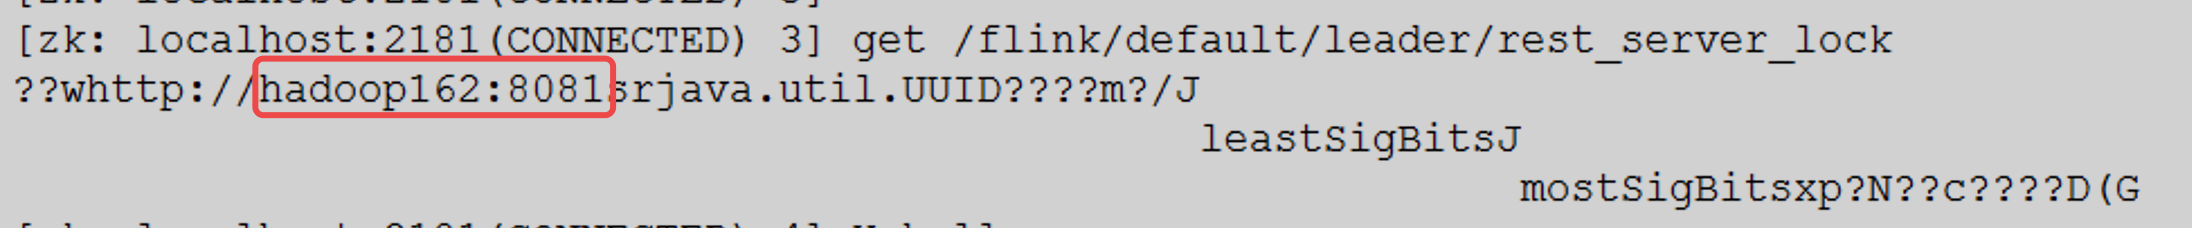 [zk: localhost:2181(CONNECTED) 3] get /flink/default/leader/rest_server_lock
??whttp://hadoop162:8081srjava.util.UUID????m?/J
leastSigBitsJ
mostSigBitsxp?N??c????D(G